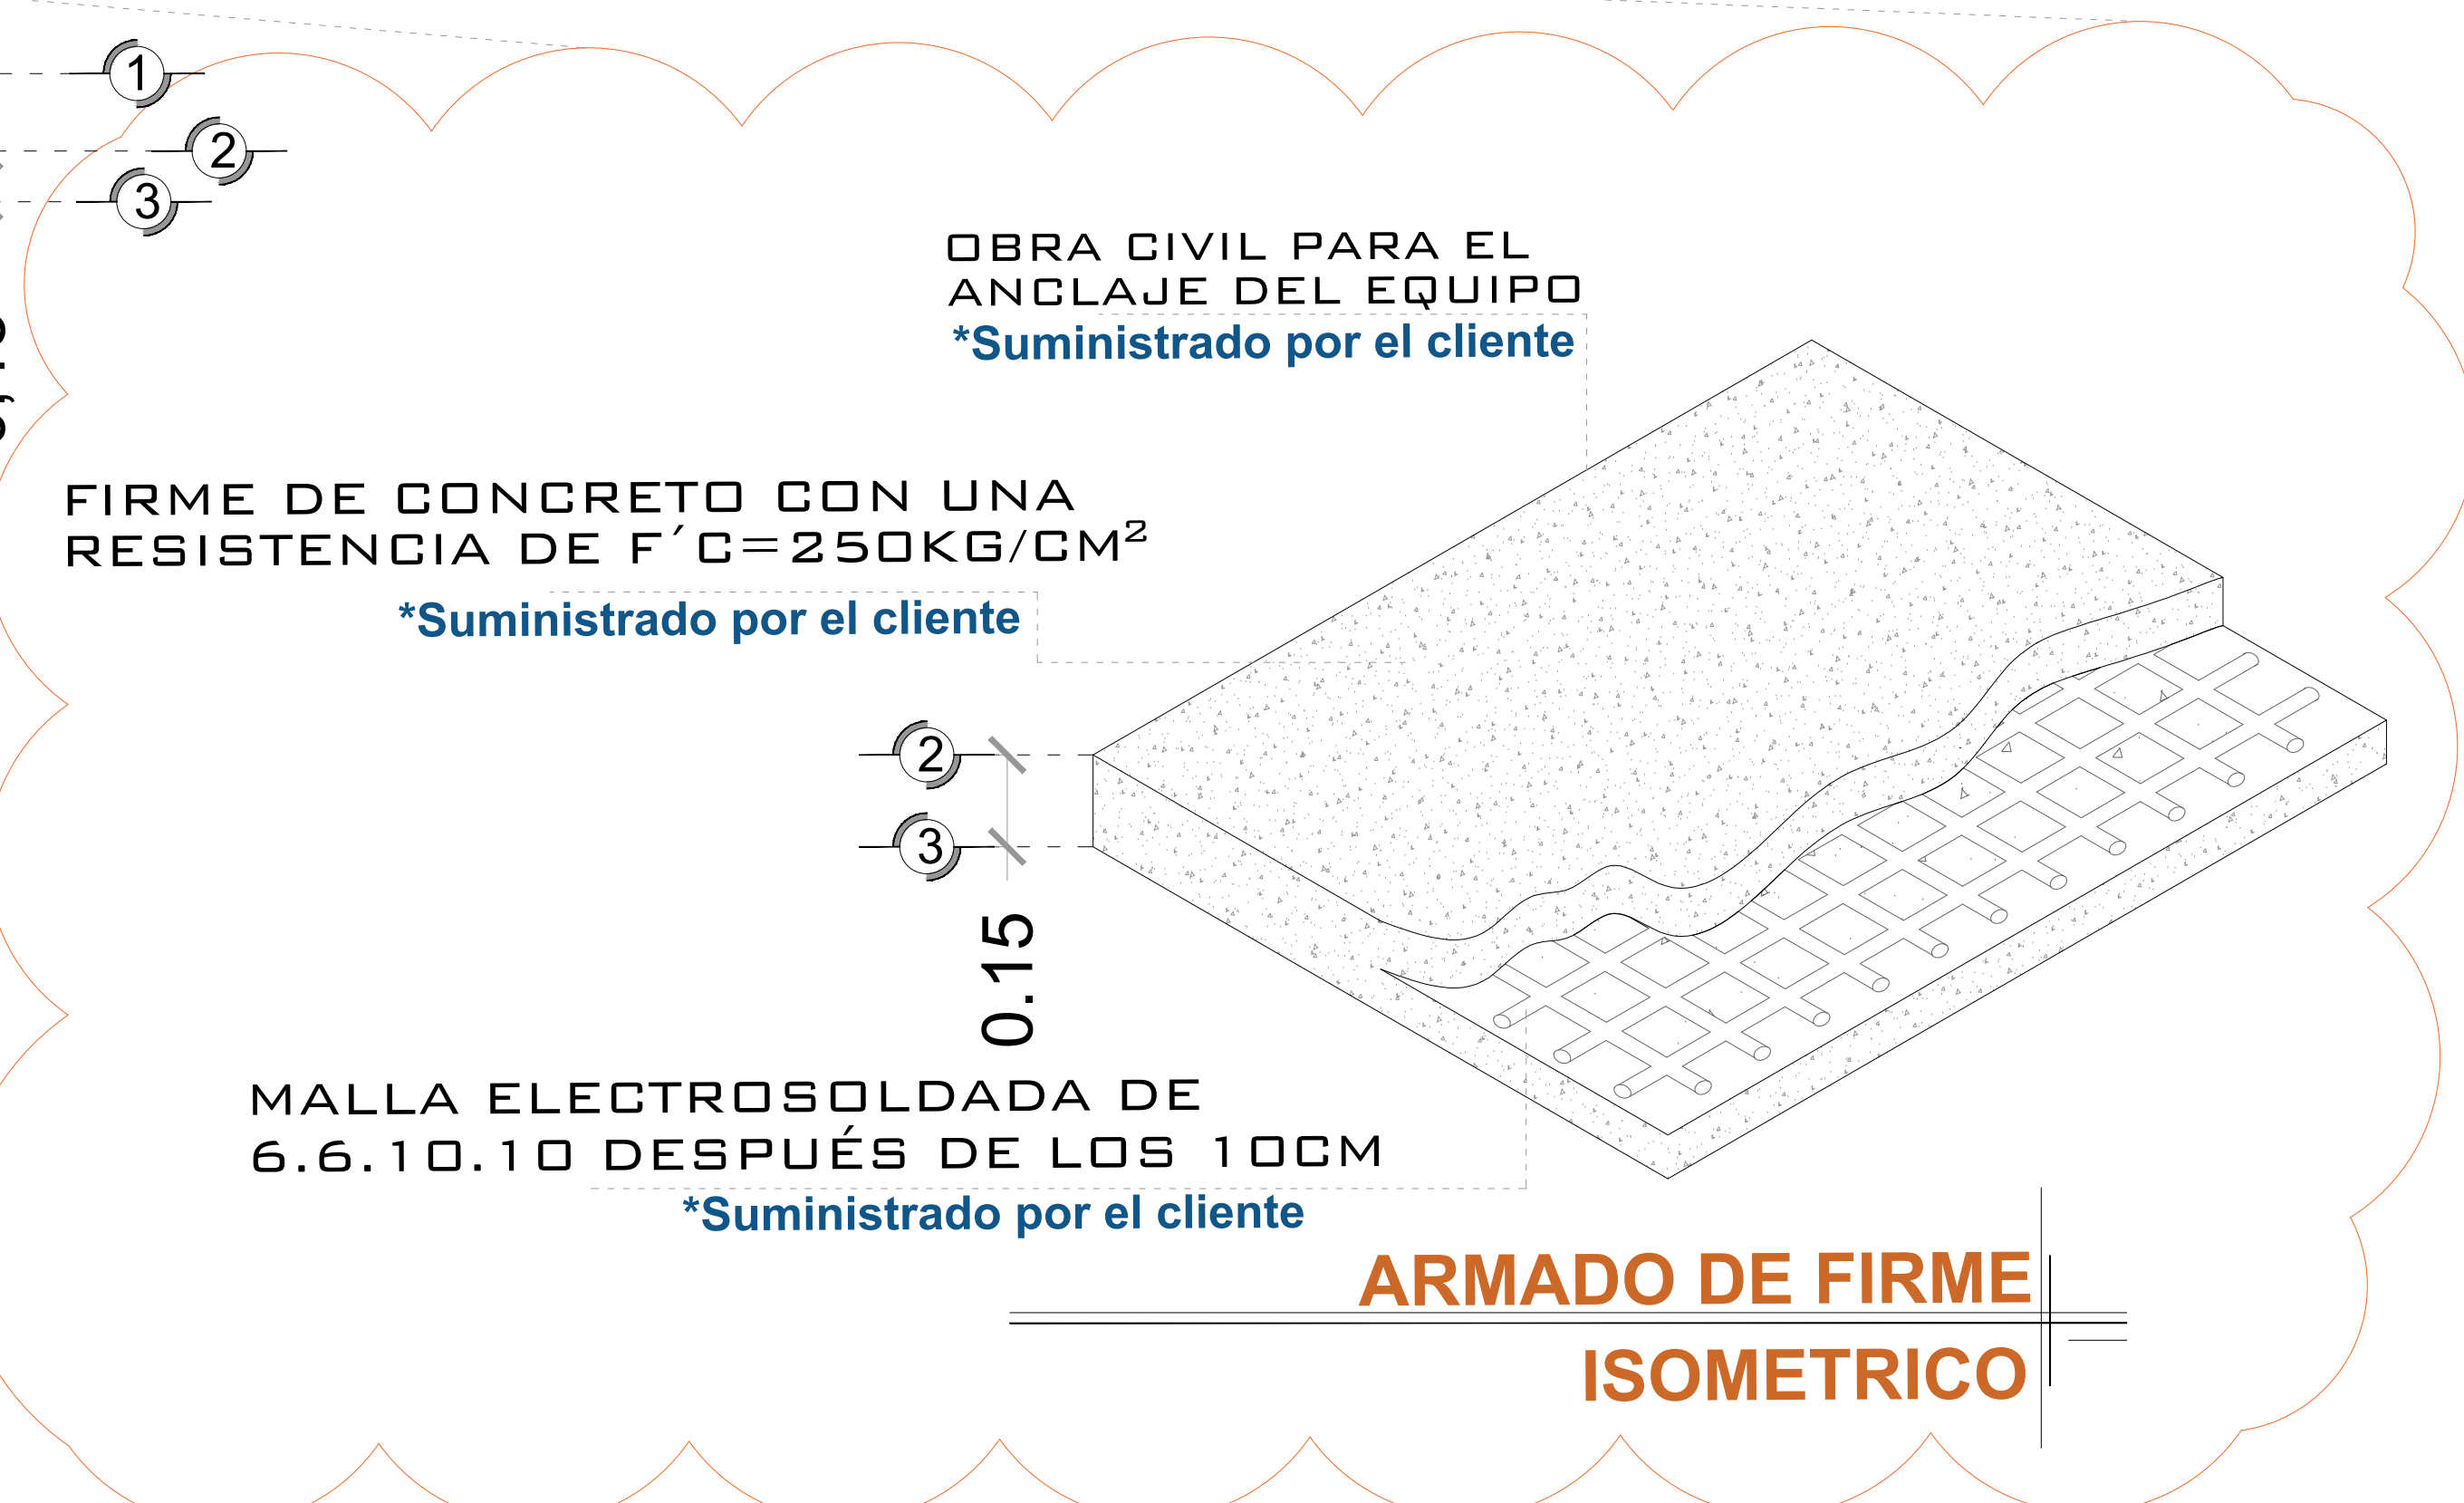 1
2
3
OBRA CIVIL PARA EL
ANCLAJE DEL EQUIPO
*Suministrado por el cliente
FIRME DE CONCRETO CON UNA
RESISTENCIA DE F´C=250KG/CM²
*Suministrado por el cliente
2
3
0.15
MALLA ELECTROSOLDADA DE
6.6.10.10 DESPUÉS DE LOS 10CM
*Suministrado por el cliente
ARMADO DE FIRME
ISOMETRICO